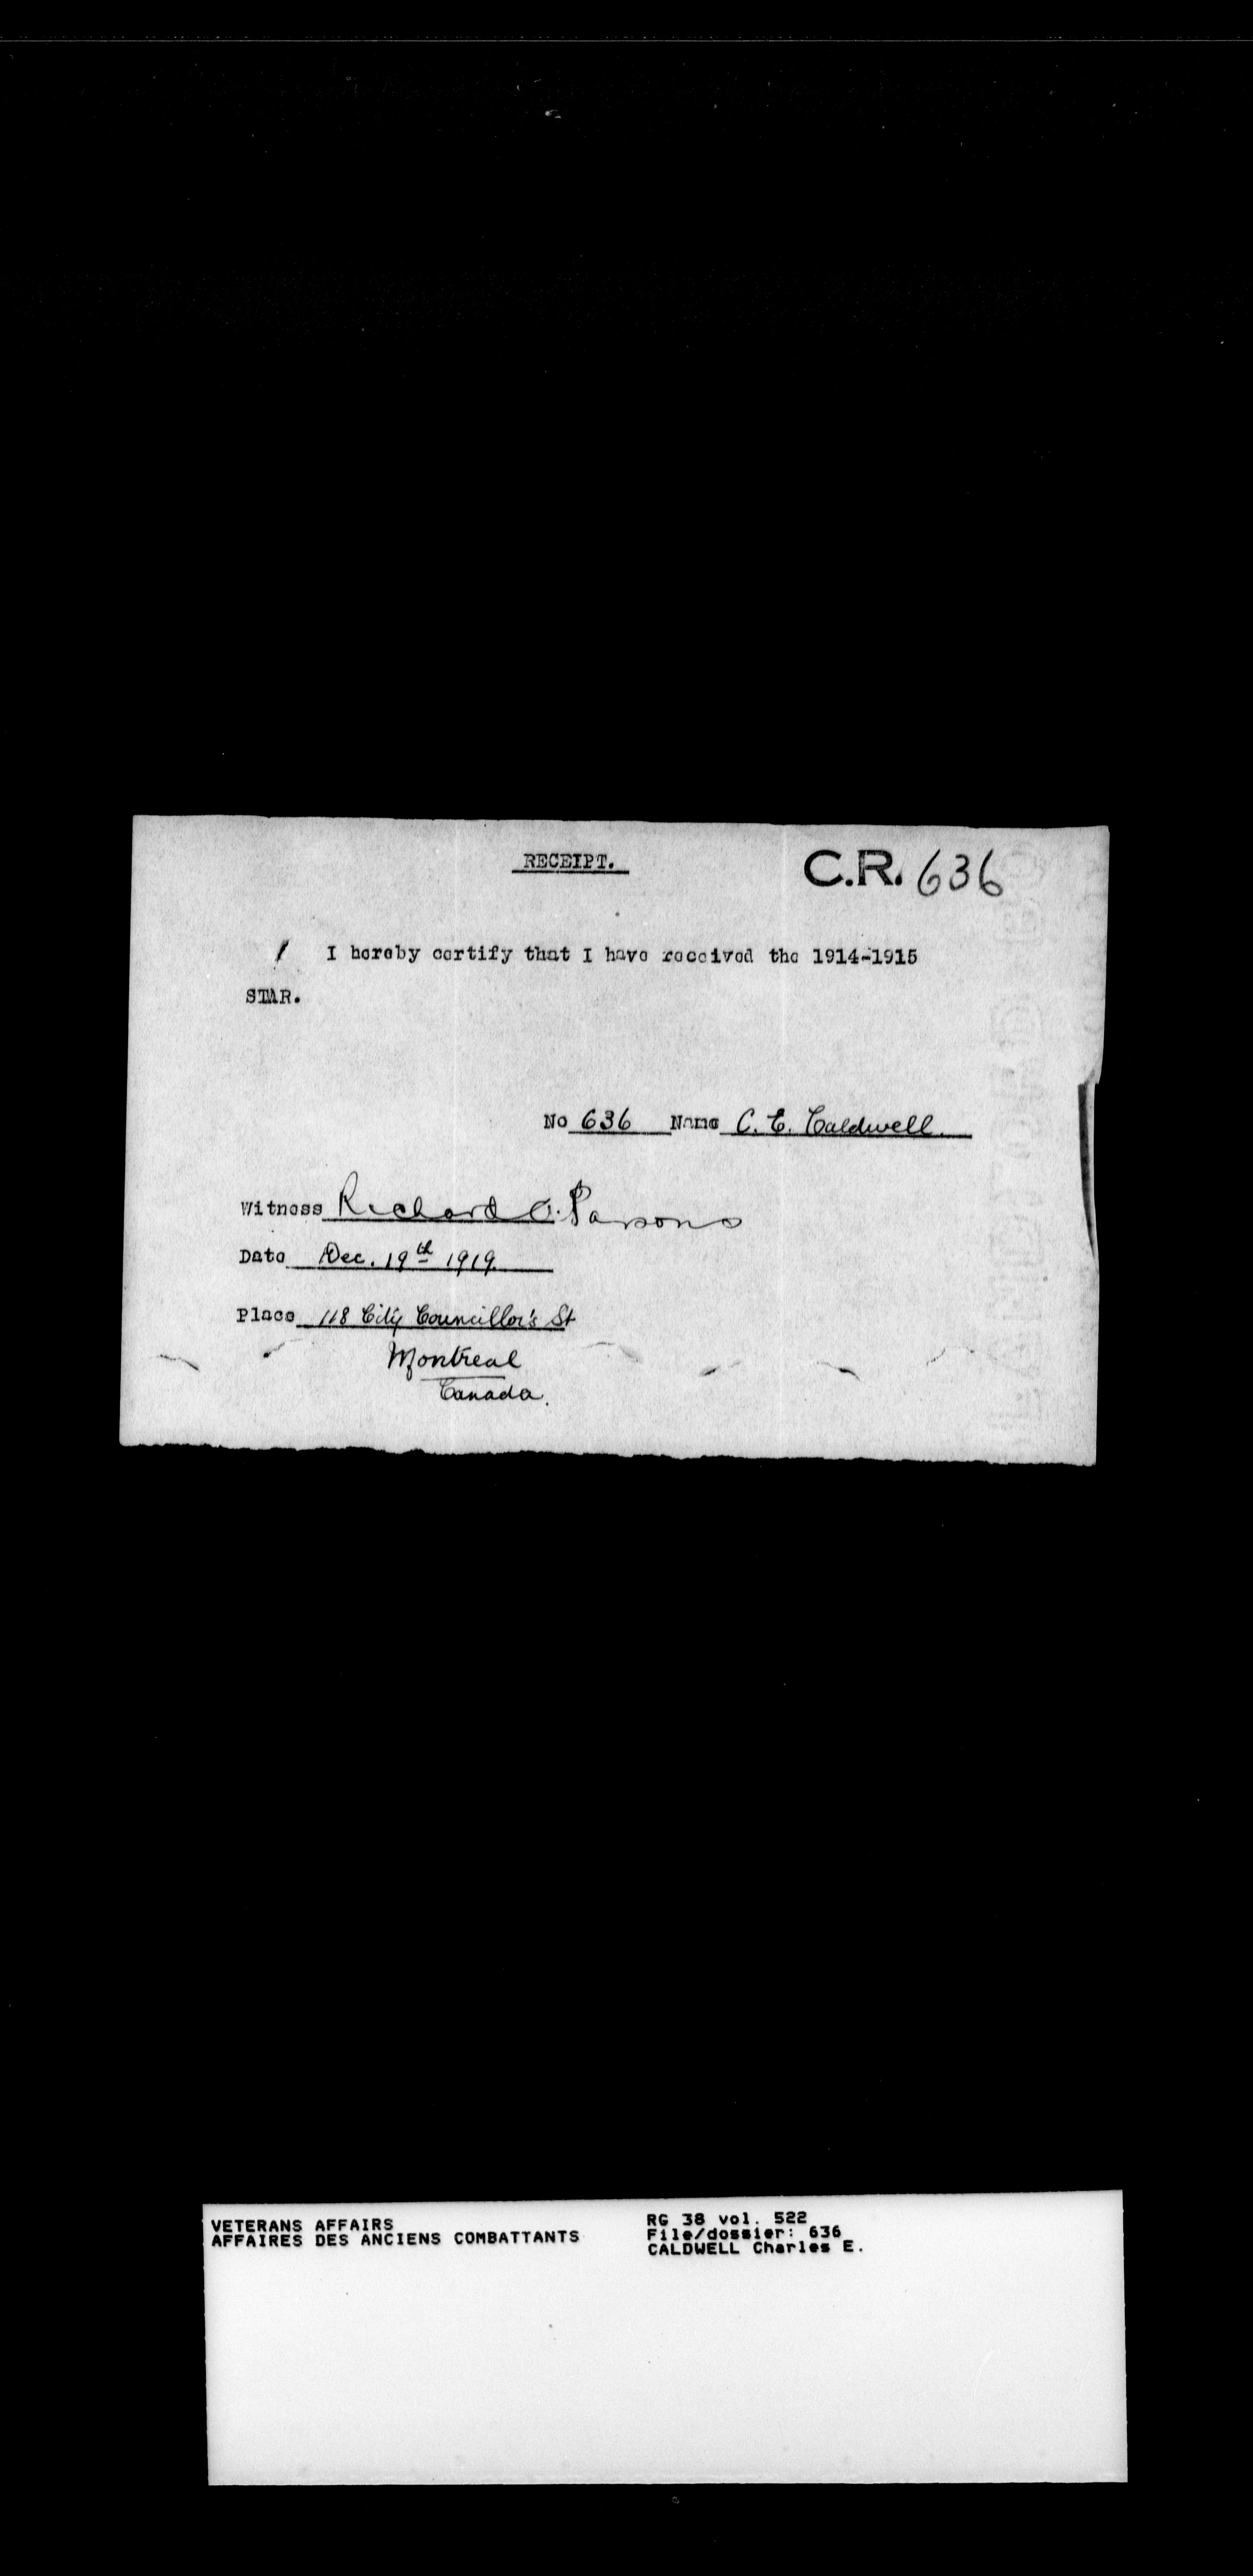 RECEIPT.
C.R. 636
I hereby certify that I have received the 1914-1915
STAR.
No 636 Name C. E. Caldwell.
Witness Richard O. Parsons
Date Dec. 19th 1919.
Place 118 City Councillor's St
Montreal
Canada.
VETERANS AFFAIRS
AFFAIRES DES ANCIENS COMBATTANTS
RG 38 vol. 522
File/dossier: 636
CALDWELL Charles E.